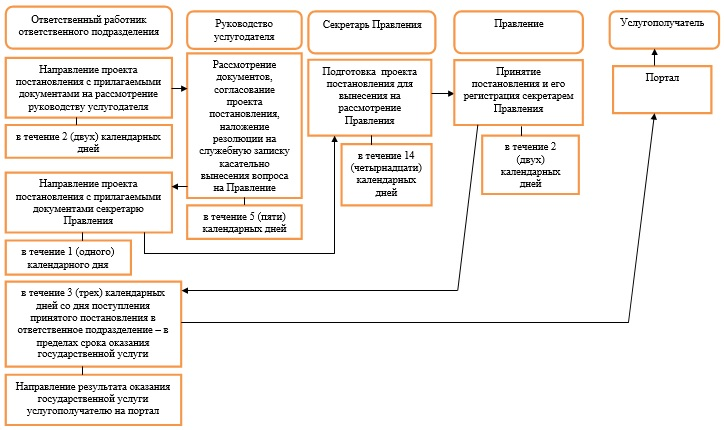 Ответственный работник
ответственного подразделения
Руководство
услугодателя
Секретарь Правления
Правление
Услугополучатель
Направление проекта
постановления с прилагаемыми
документами на рассмотрение
руководству услугодателя
в течение 2 (двух) календарных
дней
Рассмотрение
документов,
согласование
проекта
постановления,
наложение
резолюции на
служебную записку
касательно
вынесения вопроса
на Правление
в течение 5 (пяти)
календарных дней
Подготовка проекта
постановления для
вынесения на
рассмотрение
Правления
в течение 14
(четырнадцати)
календарных
дней
Принятие
постановления и его
регистрация секретарем
Правления
в течение 2
(двух)
календарных
дней
Портал
Направление проекта
постановления с прилагаемыми
документами секретарю
Правления
в течение 1 (одного)
календарного дня
в течение 3 (трех) календарных
дней со дня поступления
принятого постановления в
ответственное подразделение – в
пределах срока оказания
государственной услуги
Направление результата оказания
государственной услуги
услугополучателю на портал